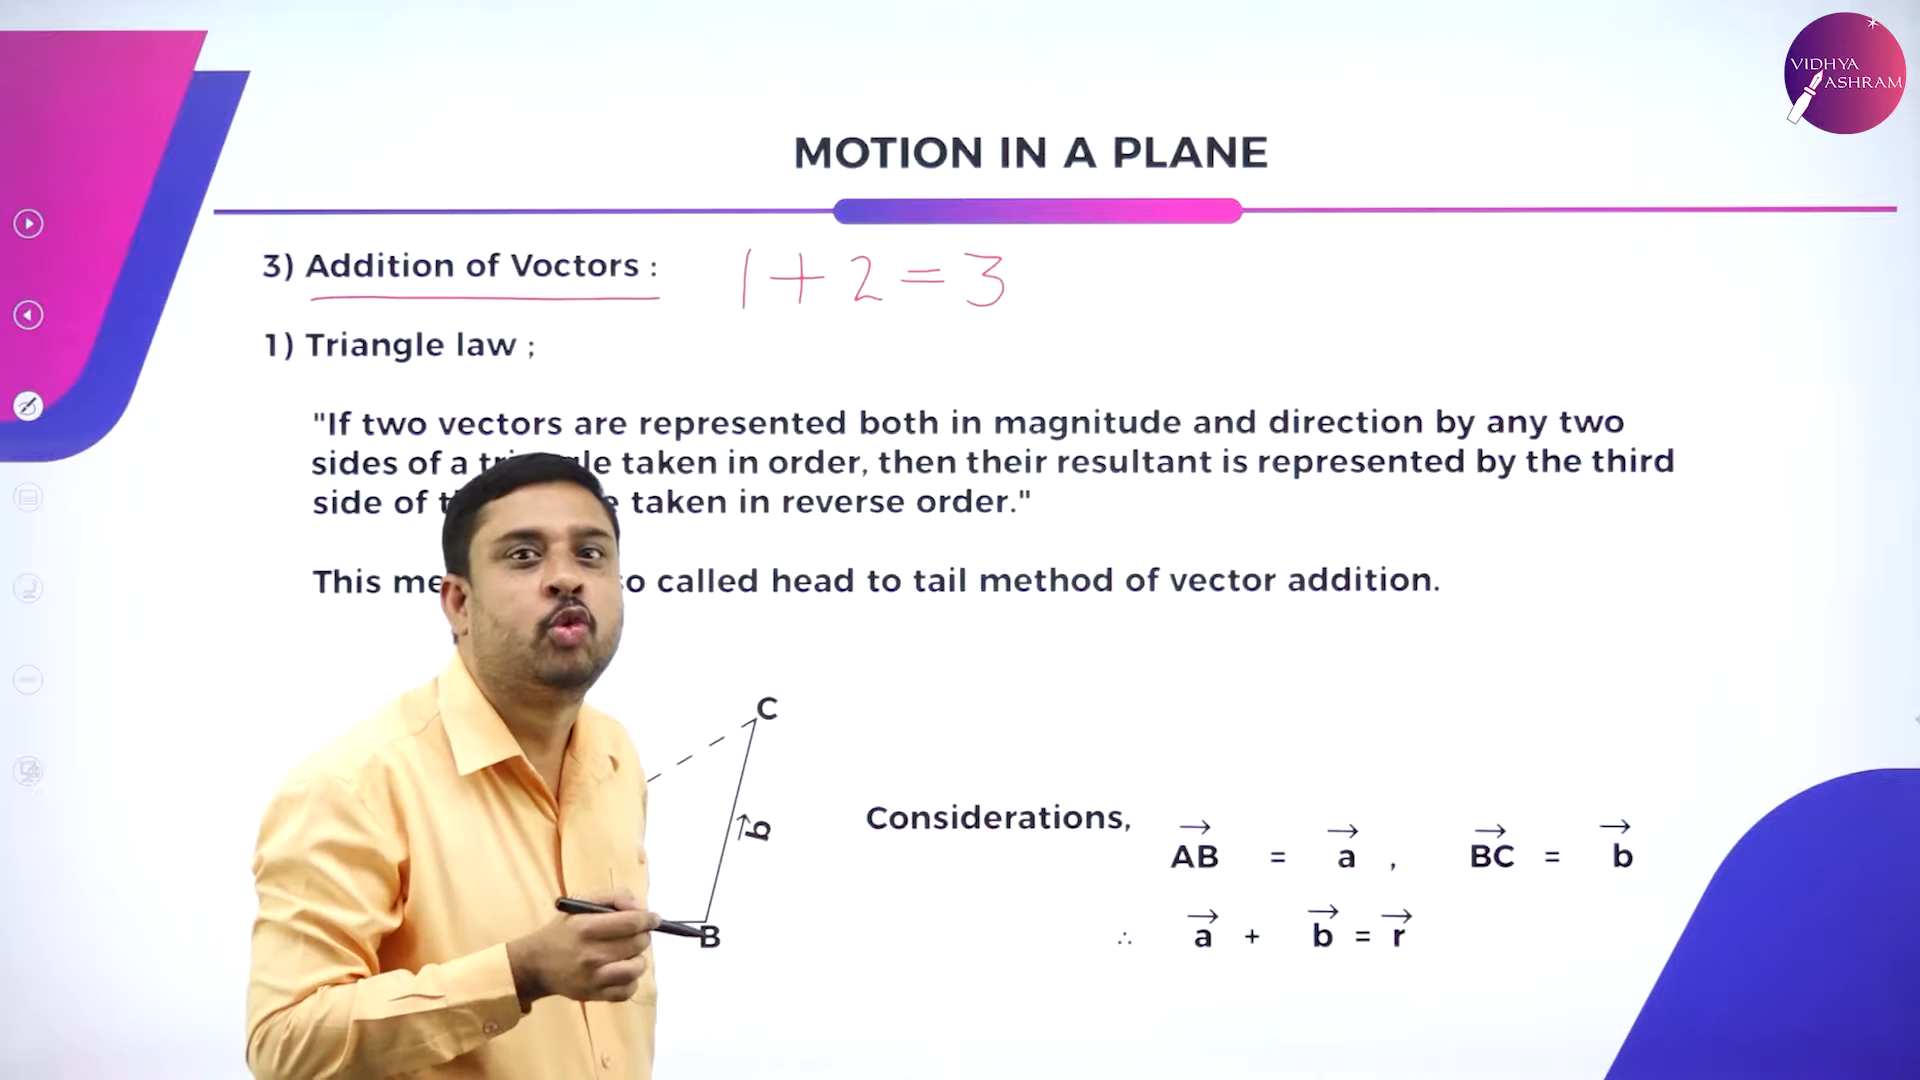 VIDHYA
ASHRAM
MOTION IN A PLANE
3) Addition of Voctors : 1 + 2 = 3
1) Triangle law ;
"If two vectors are represented both in magnitude and direction by any two
sides of a taken in order, then their resultant is represented by the third
side of taken in reverse order."
This called head to tail method of vector addition.
C
b
B
Considerations,
→AB = →a , →BC = →b
∴ →a + →b = →r